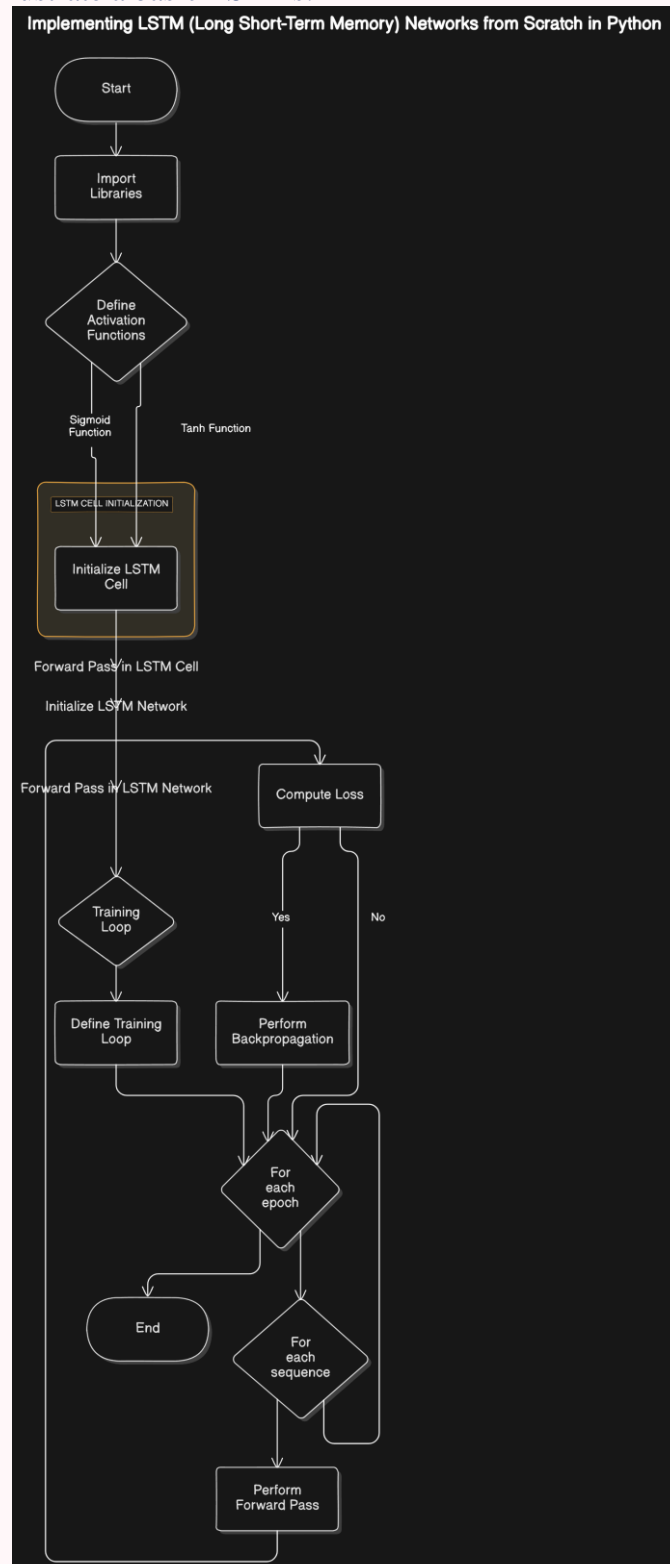 Implementing LSTM (Long Short-Term Memory) Networks from Scratch in Python
Start
Import
Libraries
Define
Activation
Functions
Sigmoid
Function
Tanh Function
LSTM CELL INITIALIZATION
Initialize LSTM
Cell
Forward Pass in LSTM Cell
Initialize LSTM Network
Forward Pass in LSTM Network
Compute Loss
Training
Loop
Yes
No
Define Training
Loop
Perform
Backpropagation
For
each
epoch
End
For
each
sequence
Perform
Forward Pass